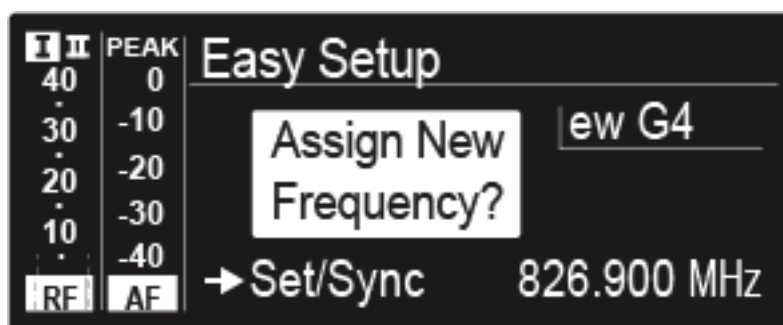 I II PEAK Easy Setup
40 0
30 -10 ew G4
Assign New
20 -20
Frequency?
10 -30
-40
→ Set/Sync 826.900 MHz
RF AF